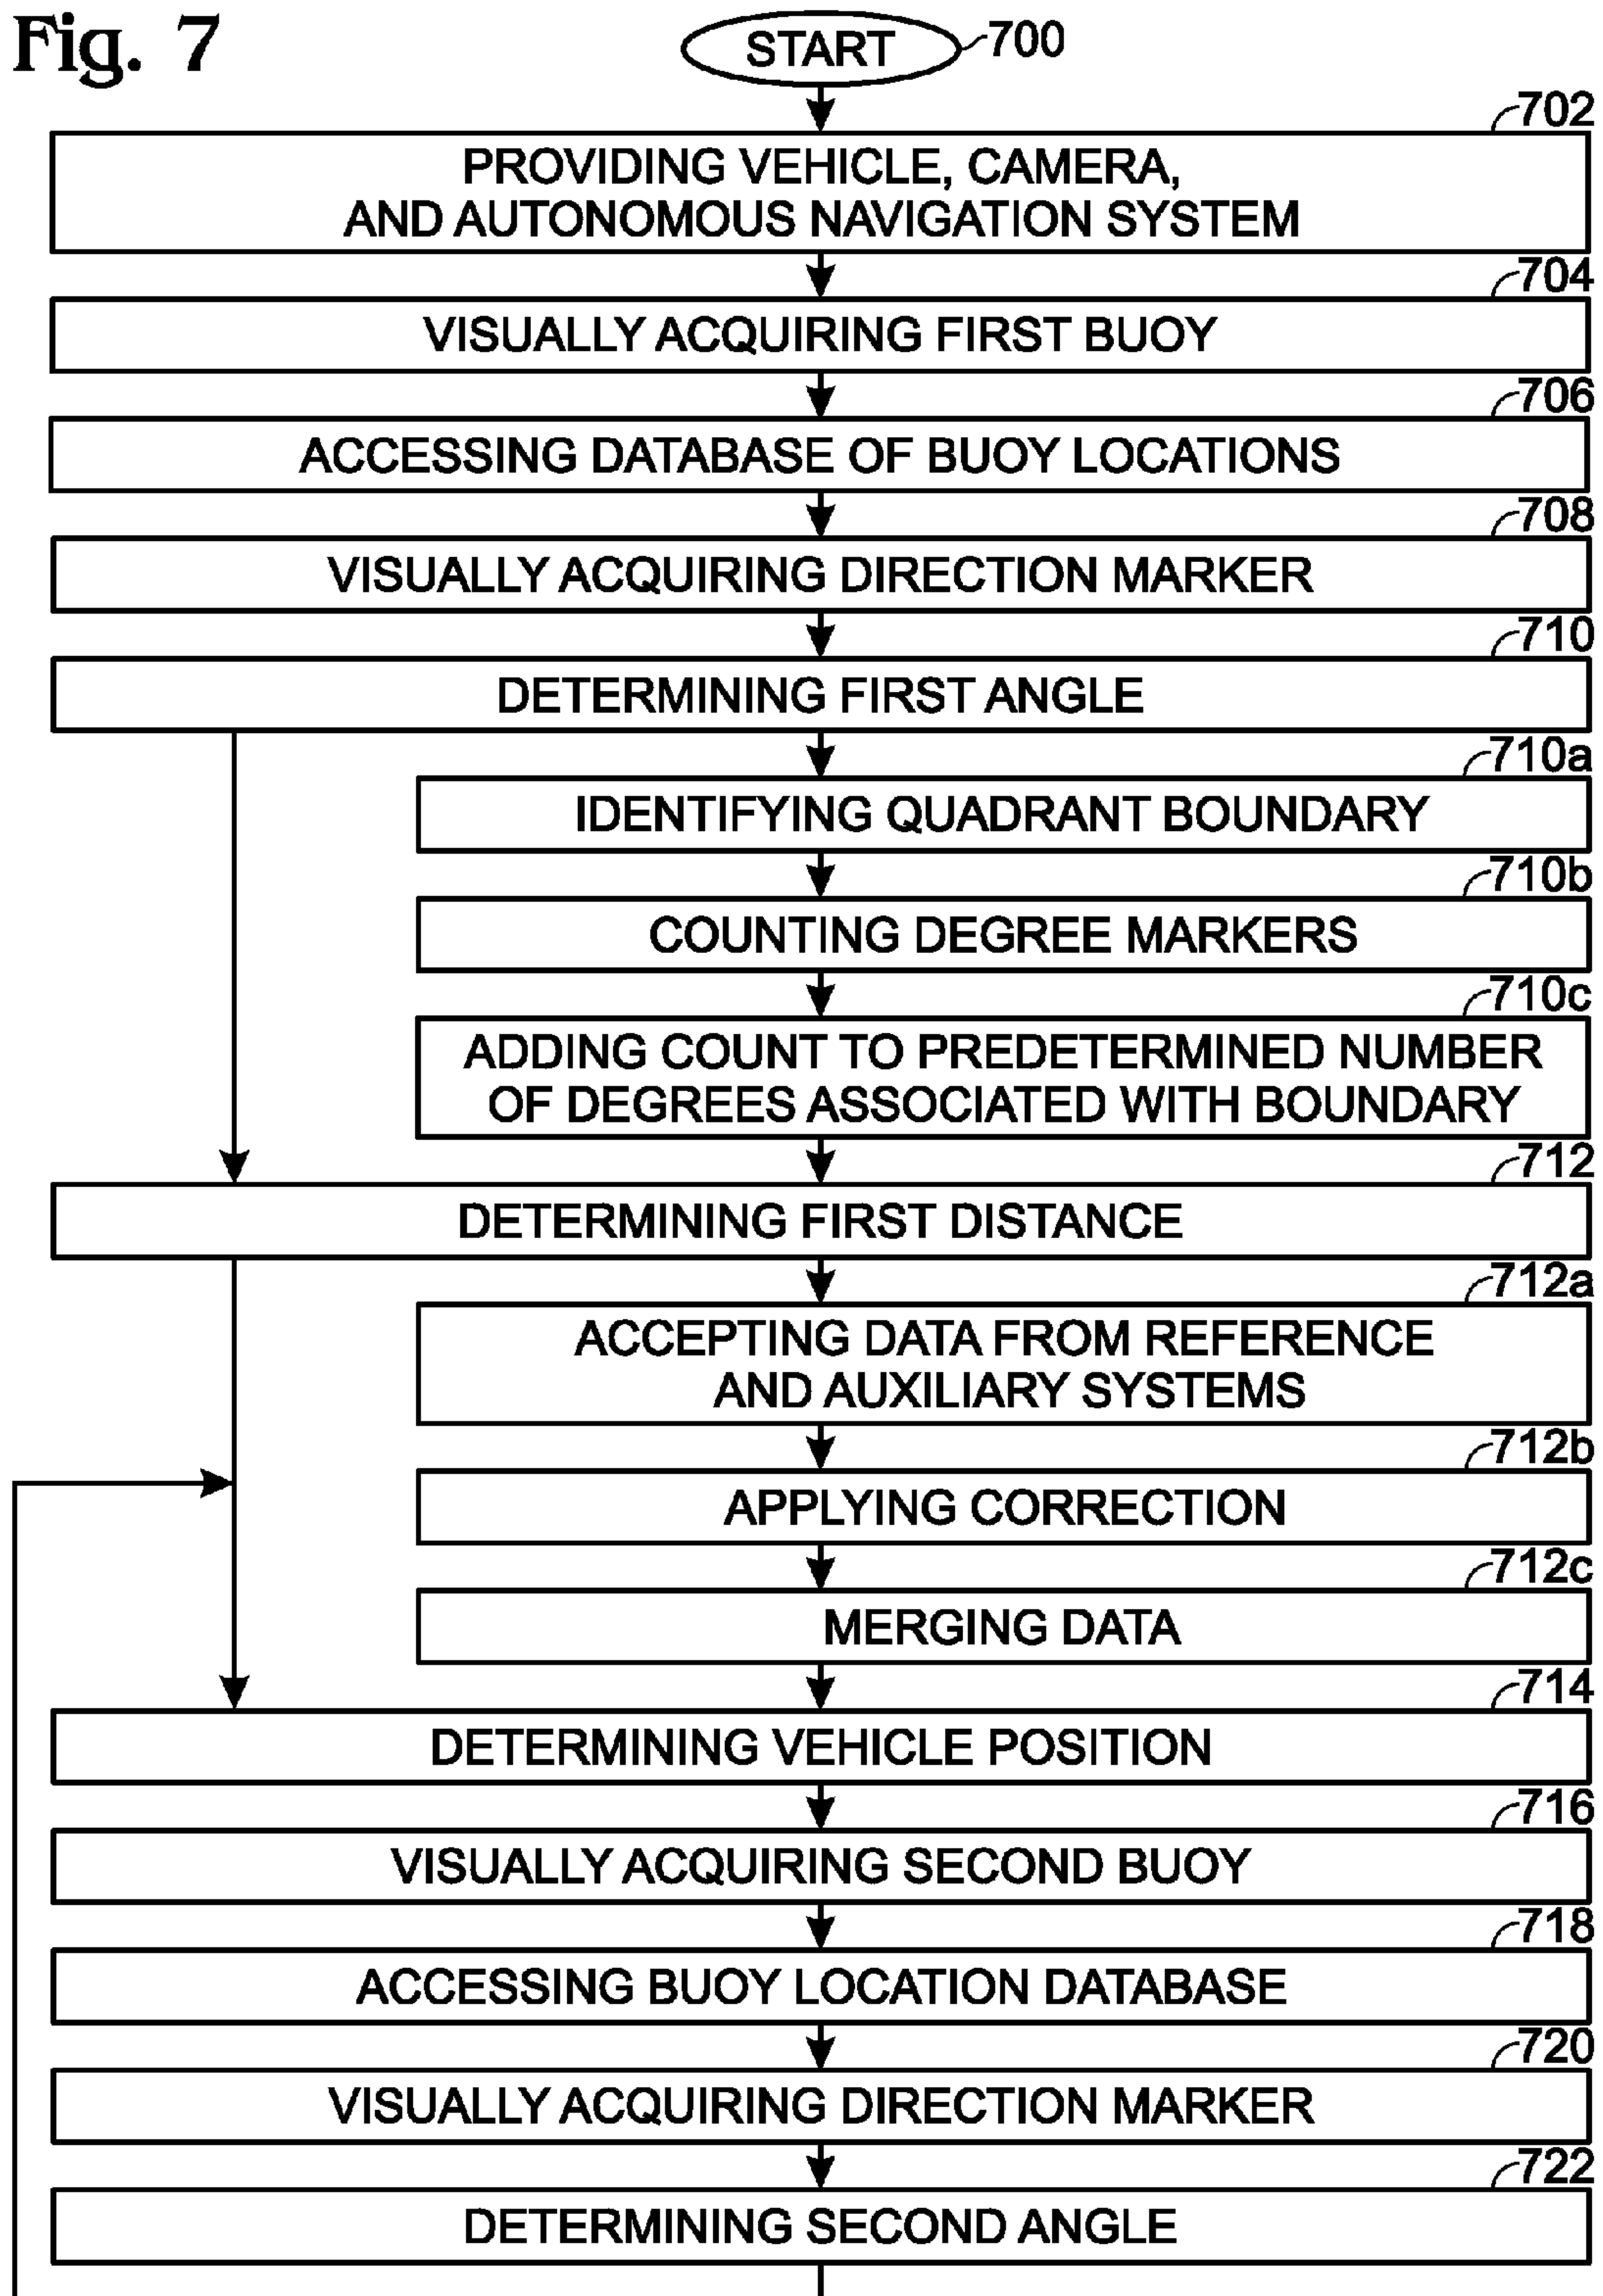 Fig. 7
START
700
702
PROVIDING VEHICLE, CAMERA,
AND AUTONOMOUS NAVIGATION SYSTEM
704
VISUALLY ACQUIRING FIRST BUOY
706
ACCESSING DATABASE OF BUOY LOCATIONS
708
VISUALLY ACQUIRING DIRECTION MARKER
710
DETERMINING FIRST ANGLE
710a
IDENTIFYING QUADRANT BOUNDARY
710b
COUNTING DEGREE MARKERS
710c
ADDING COUNT TO PREDETERMINED NUMBER
OF DEGREES ASSOCIATED WITH BOUNDARY
712
DETERMINING FIRST DISTANCE
712a
ACCEPTING DATA FROM REFERENCE
AND AUXILIARY SYSTEMS
712b
APPLYING CORRECTION
712c
MERGING DATA
714
DETERMINING VEHICLE POSITION
716
VISUALLY ACQUIRING SECOND BUOY
718
ACCESSING BUOY LOCATION DATABASE
720
VISUALLY ACQUIRING DIRECTION MARKER
722
DETERMINING SECOND ANGLE